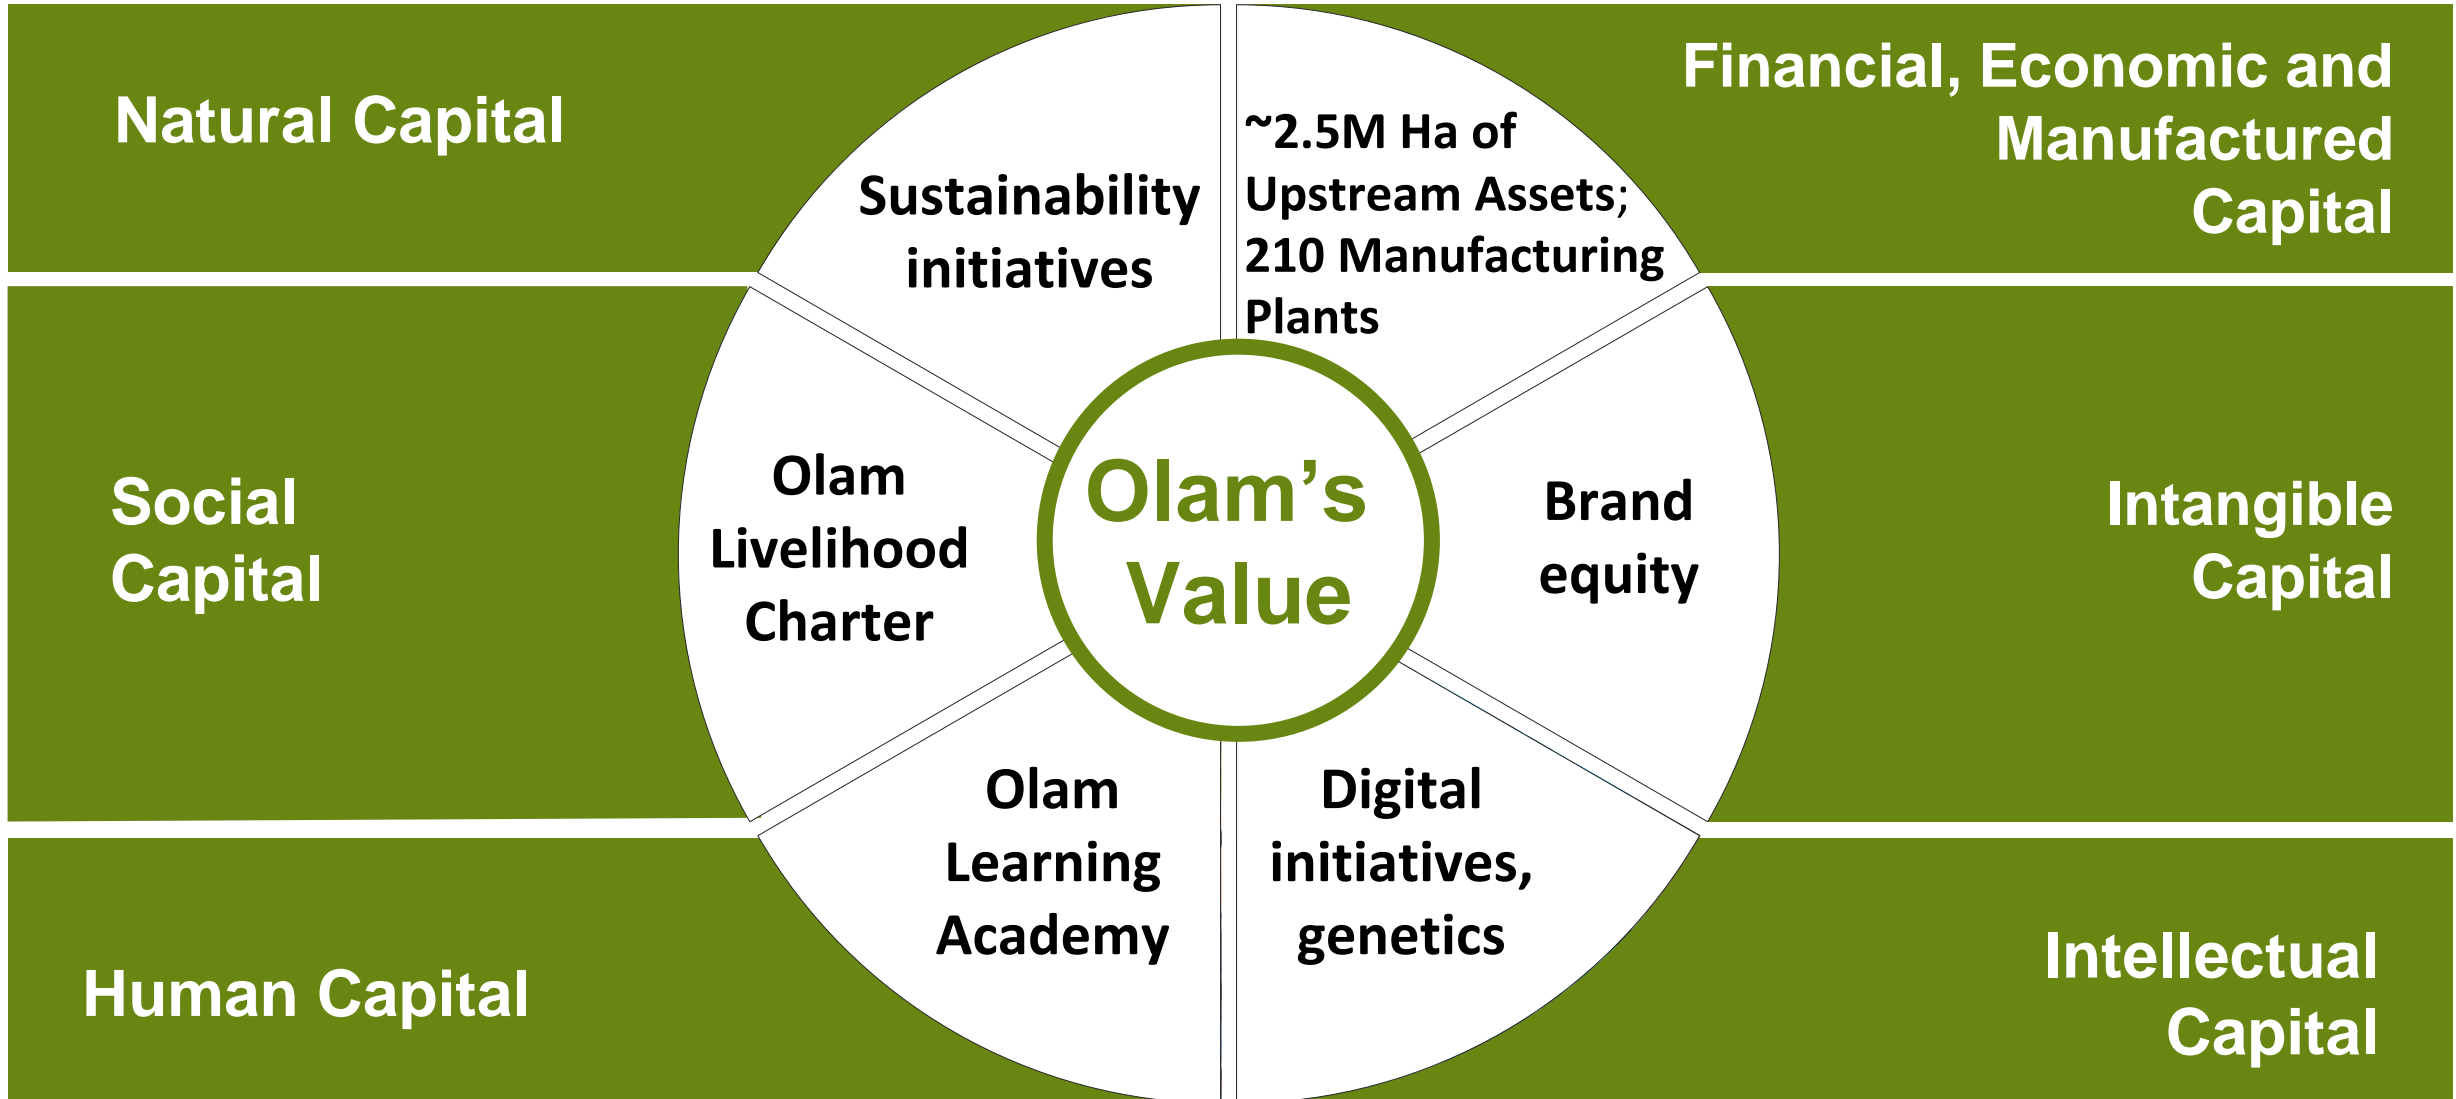 Natural Capital
Sustainability
initiatives
~2.5M Ha of
Upstream Assets;
210 Manufacturing
Plants
Financial, Economic and
Manufactured
Capital
Social
Capital
Olam
Livelihood
Charter
Olam’s
Value
Brand
equity
Intangible
Capital
Human Capital
Olam
Learning
Academy
Digital
initiatives,
genetics
Intellectual
Capital